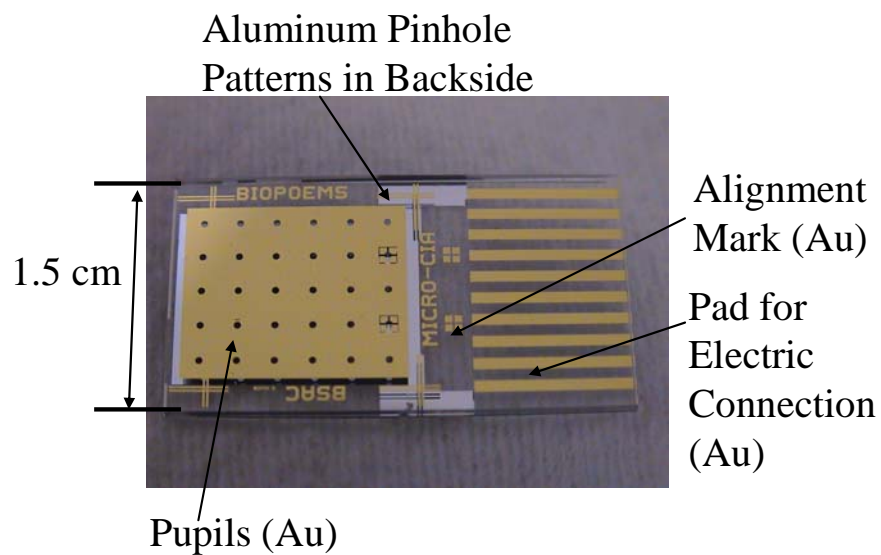 Aluminum Pinhole
Patterns in Backside
BIOPOEMS
Alignment
Mark (Au)
1.5 cm
MICRO-CIA
Pad for
Electric
Connection
(Au)
BSAC
Pupils (Au)